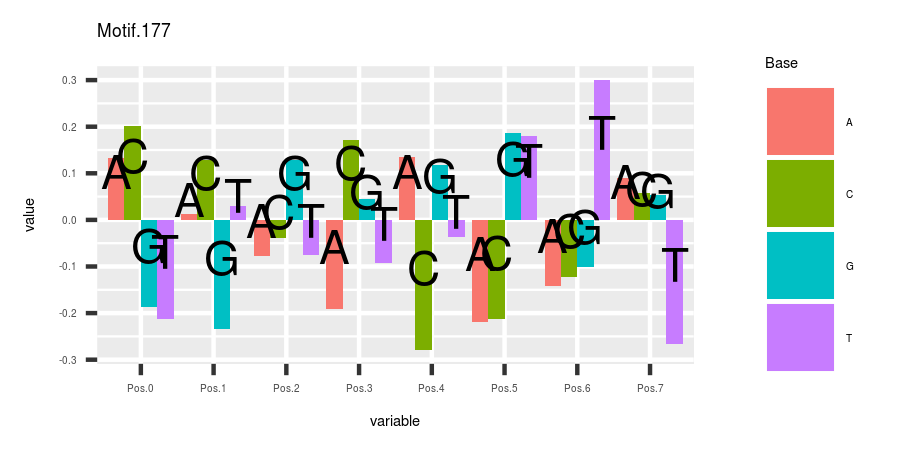 Motif.177
value
0.3
0.2
0.1
0.0
-0.1
-0.2
-0.3
A C G T
A C G T
A C G T
A C G T
A C G T
A C G T
A C G T
A C G T
Pos.0 Pos.1 Pos.2 Pos.3 Pos.4 Pos.5 Pos.6 Pos.7
variable
Base
A
C
G
T